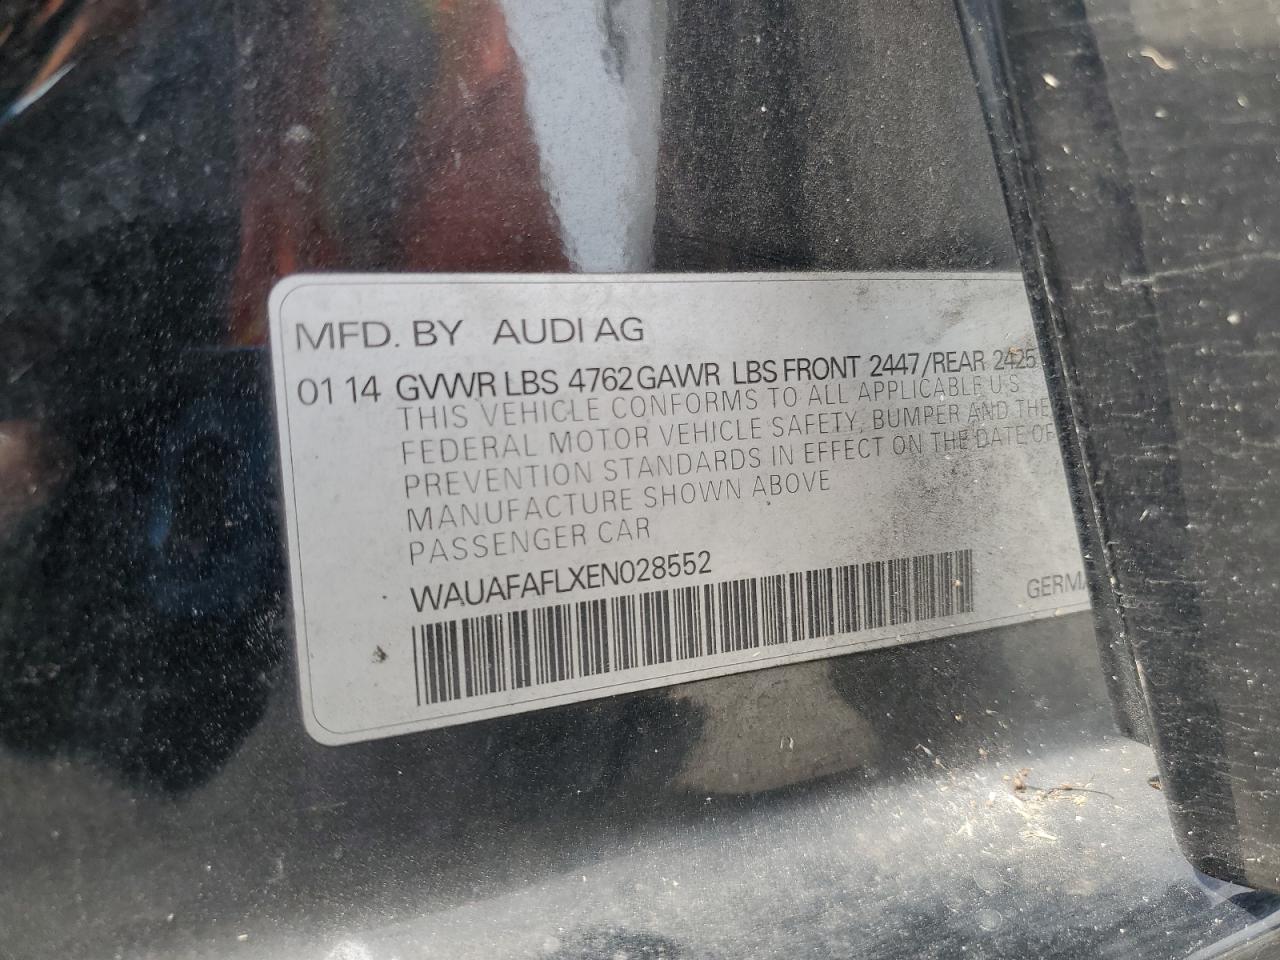 MFD. BY AUDI AG
01 14 GVWR LBS 4762 GAWR LBS FRONT 2447/REAR 2425
THIS VEHICLE CONFORMS TO ALL APPLICABLE U.S.
FEDERAL MOTOR VEHICLE SAFETY, BUMPER AND THE
PREVENTION STANDARDS IN EFFECT ON THE DATE OF
MANUFACTURE SHOWN ABOVE
PASSENGER CAR
WAUAFAFLXEN028552
GERMA